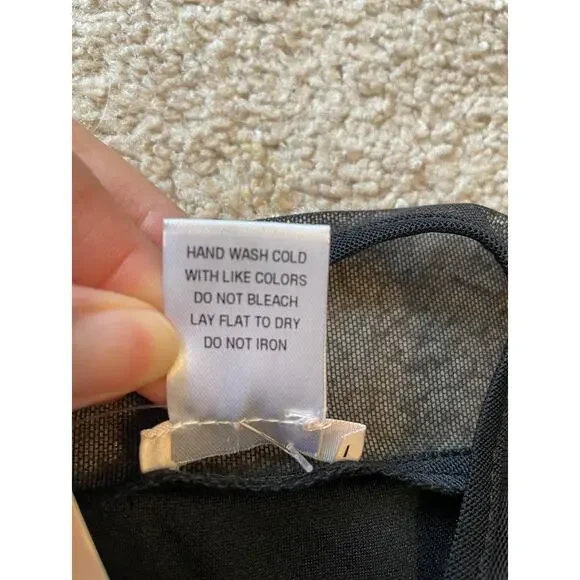 HAND WASH COLD
WITH LIKE COLORS
DO NOT BLEACH
LAY FLAT TO DRY
DO NOT IRON